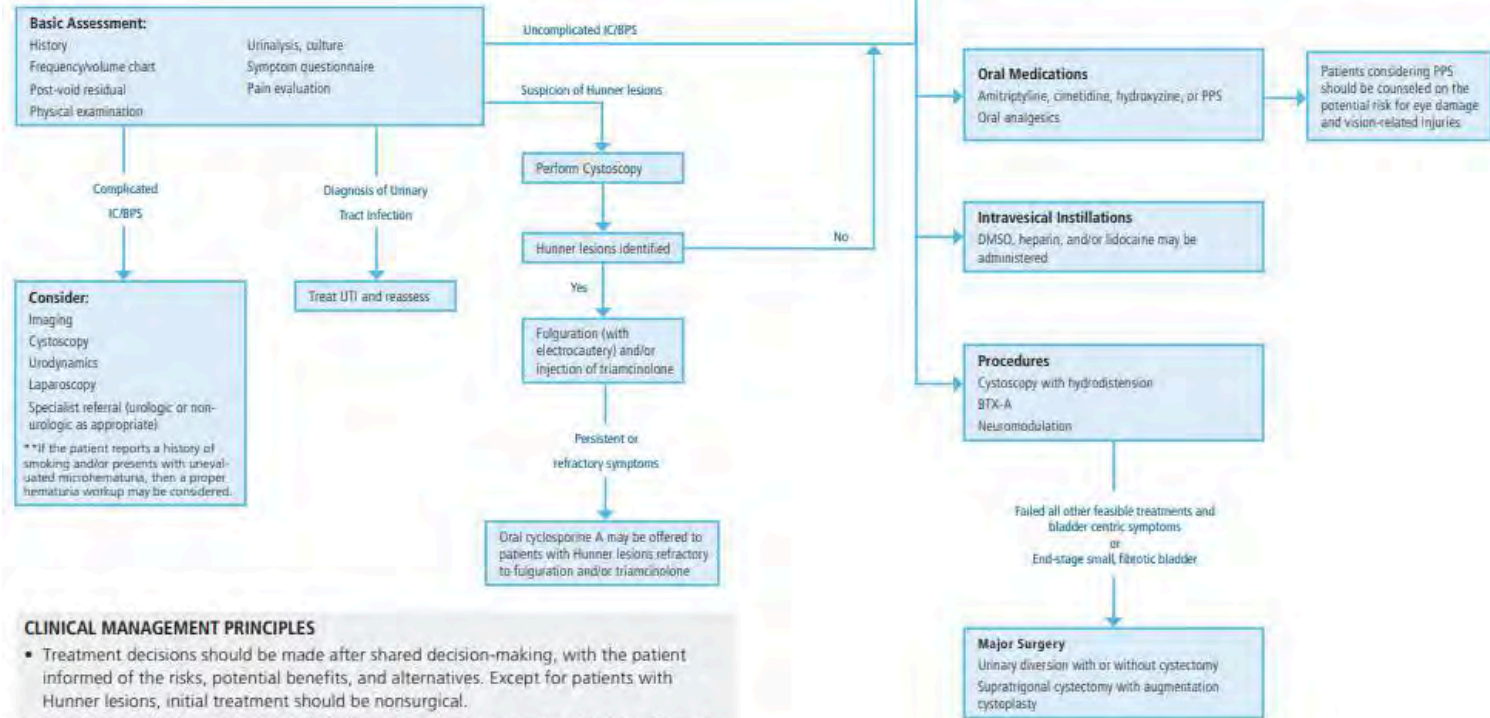 Basic Assessment:
History
Frequency/volume chart
Post-void residual
Physical examination
Urinalysis, culture
Symptom questionnaire
Pain evaluation
Uncomplicated IC/BPS
Suspicion of Hunner lesions
Complicated
IC/BPS
Diagnosis of Urinary
Tract Infection
Perform Cystoscopy
Hunner lesions identified
No
Yes
Consider:
Imaging
Cystoscopy
Urodynamics
Laparoscopy
Specialist referral (urologic or non-
urologic as appropriate)
**If the patient reports a history of
smoking and/or presents with uneval-
uated microhematuria, then a proper
hematuria workup may be considered.
Treat UTI and reassess
Fulguration (with
electrocautery) and/or
injection of triamcinolone
Persistent or
refractory symptoms
Oral cyclosporine A may be offered to
patients with Hunner lesions refractory
to fulguration and/or triamcinolone
Oral Medications
Amitriptyline, cimetidine, hydroxyzine, or PPS
Oral analgesics
Patients considering PPS
should be counseled on the
potential risk for eye damage
and vision-related injuries
Intravesical Instillations
DMSO, heparin, and/or lidocaine may be
administered
Procedures
Cystoscopy with hydrodistension
BTX-A
Neuromodulation
Failed all other feasible treatments and
bladder centric symptoms
or
End-stage small, fibrotic bladder
Major Surgery
Urinary diversion with or without cystectomy
Supratrigonal cystectomy with augmentation
cystoplasty
CLINICAL MANAGEMENT PRINCIPLES
• Treatment decisions should be made after shared decision-making, with the patient
informed of the risks, potential benefits, and alternatives. Except for patients with
Hunner lesions, initial treatment should be nonsurgical.